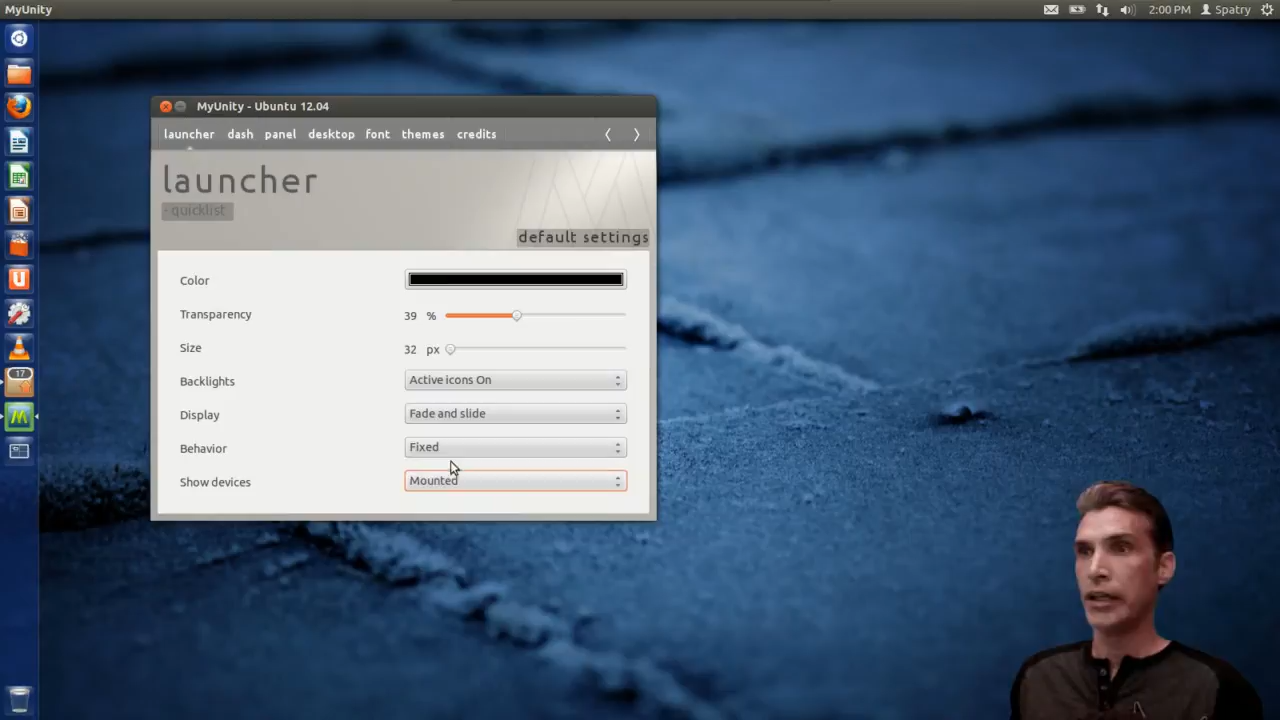 MyUnity
2:00 PM Spatry
MyUnity - Ubuntu 12.04
launcher dash panel desktop font themes credits
launcher
- quicklist
default settings
Color
Transparency 39 %
Size 32 px
Backlights Active icons On
Display Fade and slide
Behavior Fixed
Show devices Mounted
17